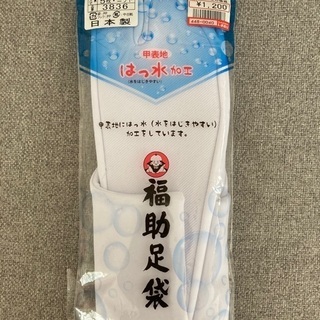 3836
日本製
¥1,200
甲表地
はっ水加工
(水をはじきやすい)
甲表地にはっ水(水をはじきやすい)
加工をしています。
福助足袋